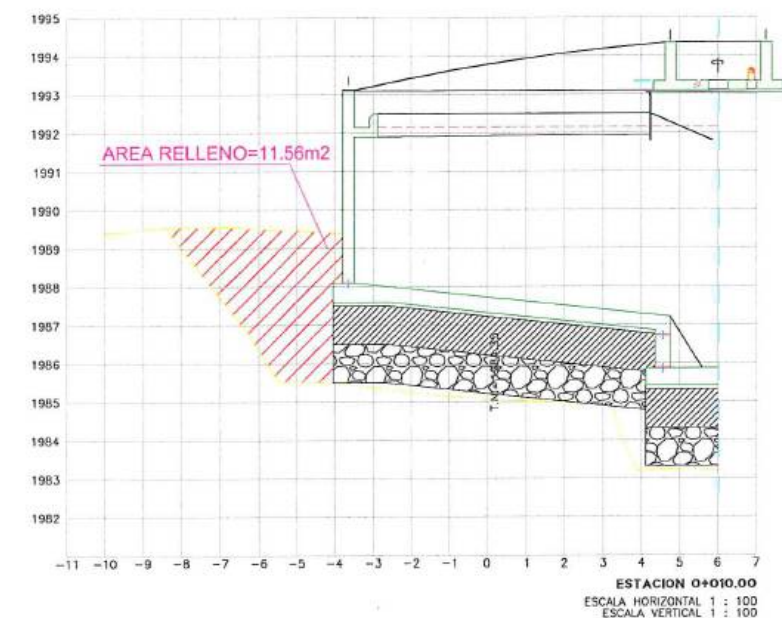 1995
1994
1993
1992
1991
1990
1989
1988
1987
1986
1985
1984
1983
1982
AREA RELLENO=11.56m2
-11 -10 -9 -8 -7 -6 -5 -4 -3 -2 -1 0 1 2 3 4 5 6 7
ESTACION 0+010.00
ESCALA HORIZONTAL 1 : 100
ESCALA VERTICAL 1 : 100